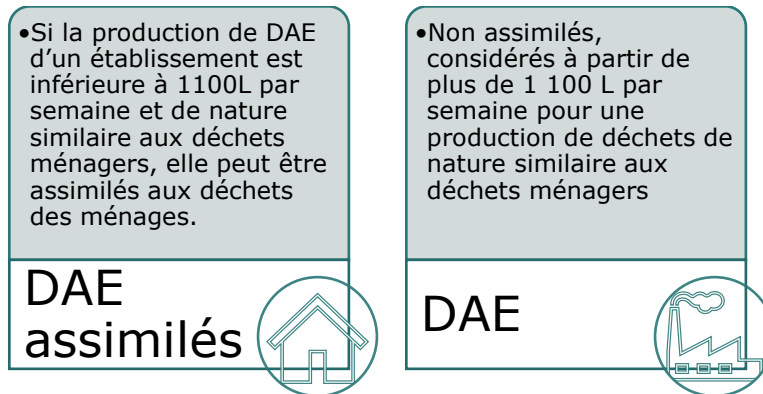 •Si la production de DAE
d’un établissement est
inférieure à 1100L par
semaine et de nature
similaire aux déchets
ménagers, elle peut être
assimilés aux déchets
des ménages.
DAE
assimilés
•Non assimilés,
considérés à partir de
plus de 1 100 L par
semaine pour une
production de déchets de
nature similaire aux
déchets ménagers
DAE